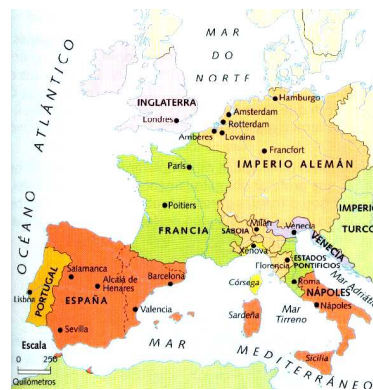 MAR
DO
NORTE
OCÉANO ATLÁNTICO
INGLATERRA
Londres
Hamburgo
Amsterdam
Rotterdam
Amberes
Lovaina
Francfort
IMPERIO ALEMÁN
París
Poitiers
FRANCIA
SABOIA
Milán
Venecia
VENECIA
Xénova
Florencia
ESTADOS
PONTIFICIOS
IMPERIO
TURCO
Roma
NÁPOLES
Nápoles
Mar Adriático
Córsega
Sardeña
Mar
Tirreno
Sicilia
Salamanca
Alcalá de
Henares
Barcelona
Valencia
ESPAÑA
PORTUGAL
Lisboa
Sevilla
MAR MEDITERRÁNEO
Escala
0 250
Quilómetros